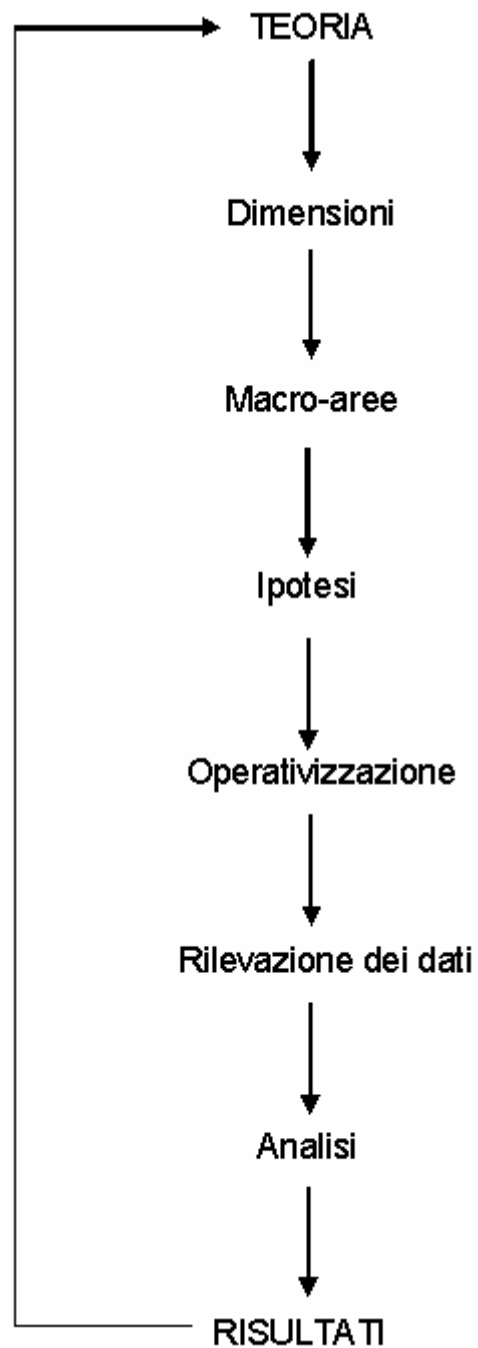 TEORIA
Dimensioni
Macro-aree
Ipotesi
Operativizzazione
Rilevazione dei dati
Analisi
RISULTATI